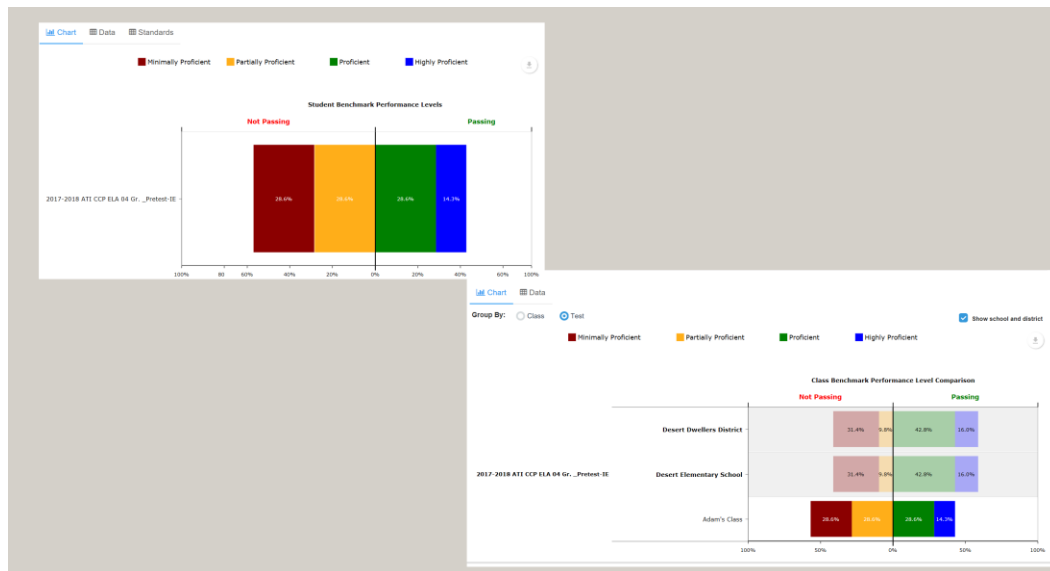 Chart Data Standards
Minimally Proficient Partially Proficient Proficient Highly Proficient
Student Benchmark Performance Levels
Not Passing Passing
2017-2018 ATI CCP ELA 04 Gr. _Pretest-IE
28.6% 28.6% 28.6% 14.3%
100% 80 60% 40% 20% 0% 20% 40% 60% 100%
Chart Data
Group By: Class Test Show school and district
Minimally Proficient Partially Proficient Proficient Highly Proficient
Class Benchmark Performance Level Comparison
Not Passing Passing
Desert Dwellers District 31.4% 9.8% 42.8% 16.0%
2017-2018 ATI CCP ELA 04 Gr. _Pretest-IE Desert Elementary School 31.4% 9.8% 42.8% 16.0%
Adam's Class 28.6% 28.6% 28.6% 14.3%
100% 50% 0% 50% 100%